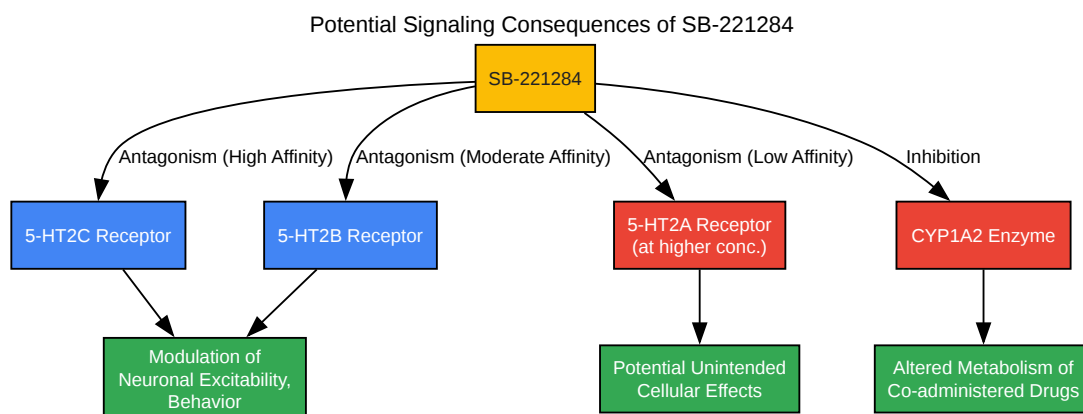 Potential Signaling Consequences of SB-221284
SB-221284
Antagonism (High Affinity)
Antagonism (Moderate Affinity)
Antagonism (Low Affinity)
Inhibition
5-HT2C Receptor
5-HT2B Receptor
5-HT2A Receptor
(at higher conc.)
CYP1A2 Enzyme
Modulation of
Neuronal Excitability,
Behavior
Potential Unintended
Cellular Effects
Altered Metabolism of
Co-administered Drugs